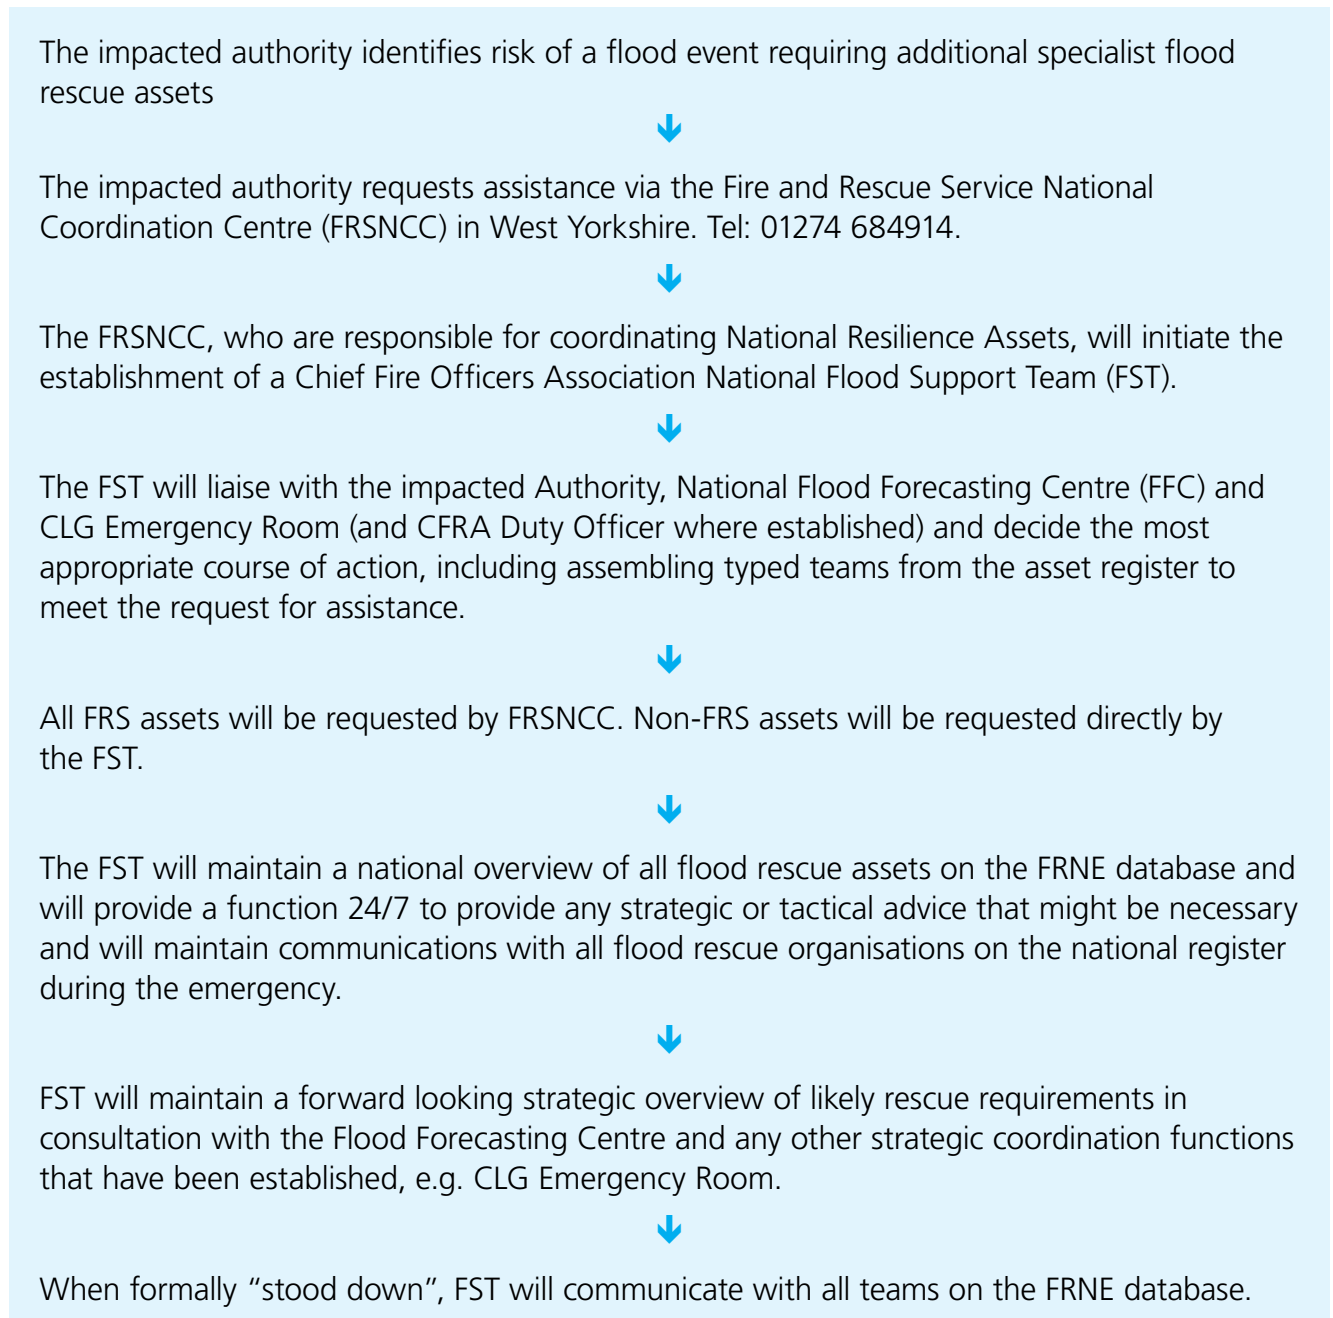 The impacted authority identifies risk of a flood event requiring additional specialist flood
rescue assets
The impacted authority requests assistance via the Fire and Rescue Service National
Coordination Centre (FRSNCC) in West Yorkshire. Tel: 01274 684914.
The FRSNCC, who are responsible for coordinating National Resilience Assets, will initiate the
establishment of a Chief Fire Officers Association National Flood Support Team (FST).
The FST will liaise with the impacted Authority, National Flood Forecasting Centre (FFC) and
CLG Emergency Room (and CFRA Duty Officer where established) and decide the most
appropriate course of action, including assembling typed teams from the asset register to
meet the request for assistance.
All FRS assets will be requested by FRSNCC. Non-FRS assets will be requested directly by
the FST.
The FST will maintain a national overview of all flood rescue assets on the FRNE database and
will provide a function 24/7 to provide any strategic or tactical advice that might be necessary
and will maintain communications with all flood rescue organisations on the national register
during the emergency.
FST will maintain a forward looking strategic overview of likely rescue requirements in
consultation with the Flood Forecasting Centre and any other strategic coordination functions
that have been established, e.g. CLG Emergency Room.
When formally “stood down”, FST will communicate with all teams on the FRNE database.